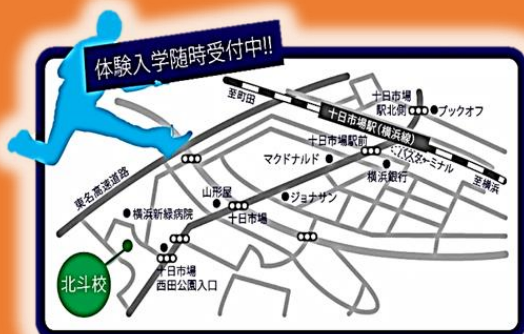 体験入学随時受付中!!
至町田
十日市場駅(横浜線)
十日市場
駅北側
ブックオフ
十日市場駅前
バスターミナル
マクドナルド
横浜銀行
至横浜
東名高速道路
山形屋
ジョナサン
十日市場
横浜新緑病院
十日市場
西田公園入口
北斗校